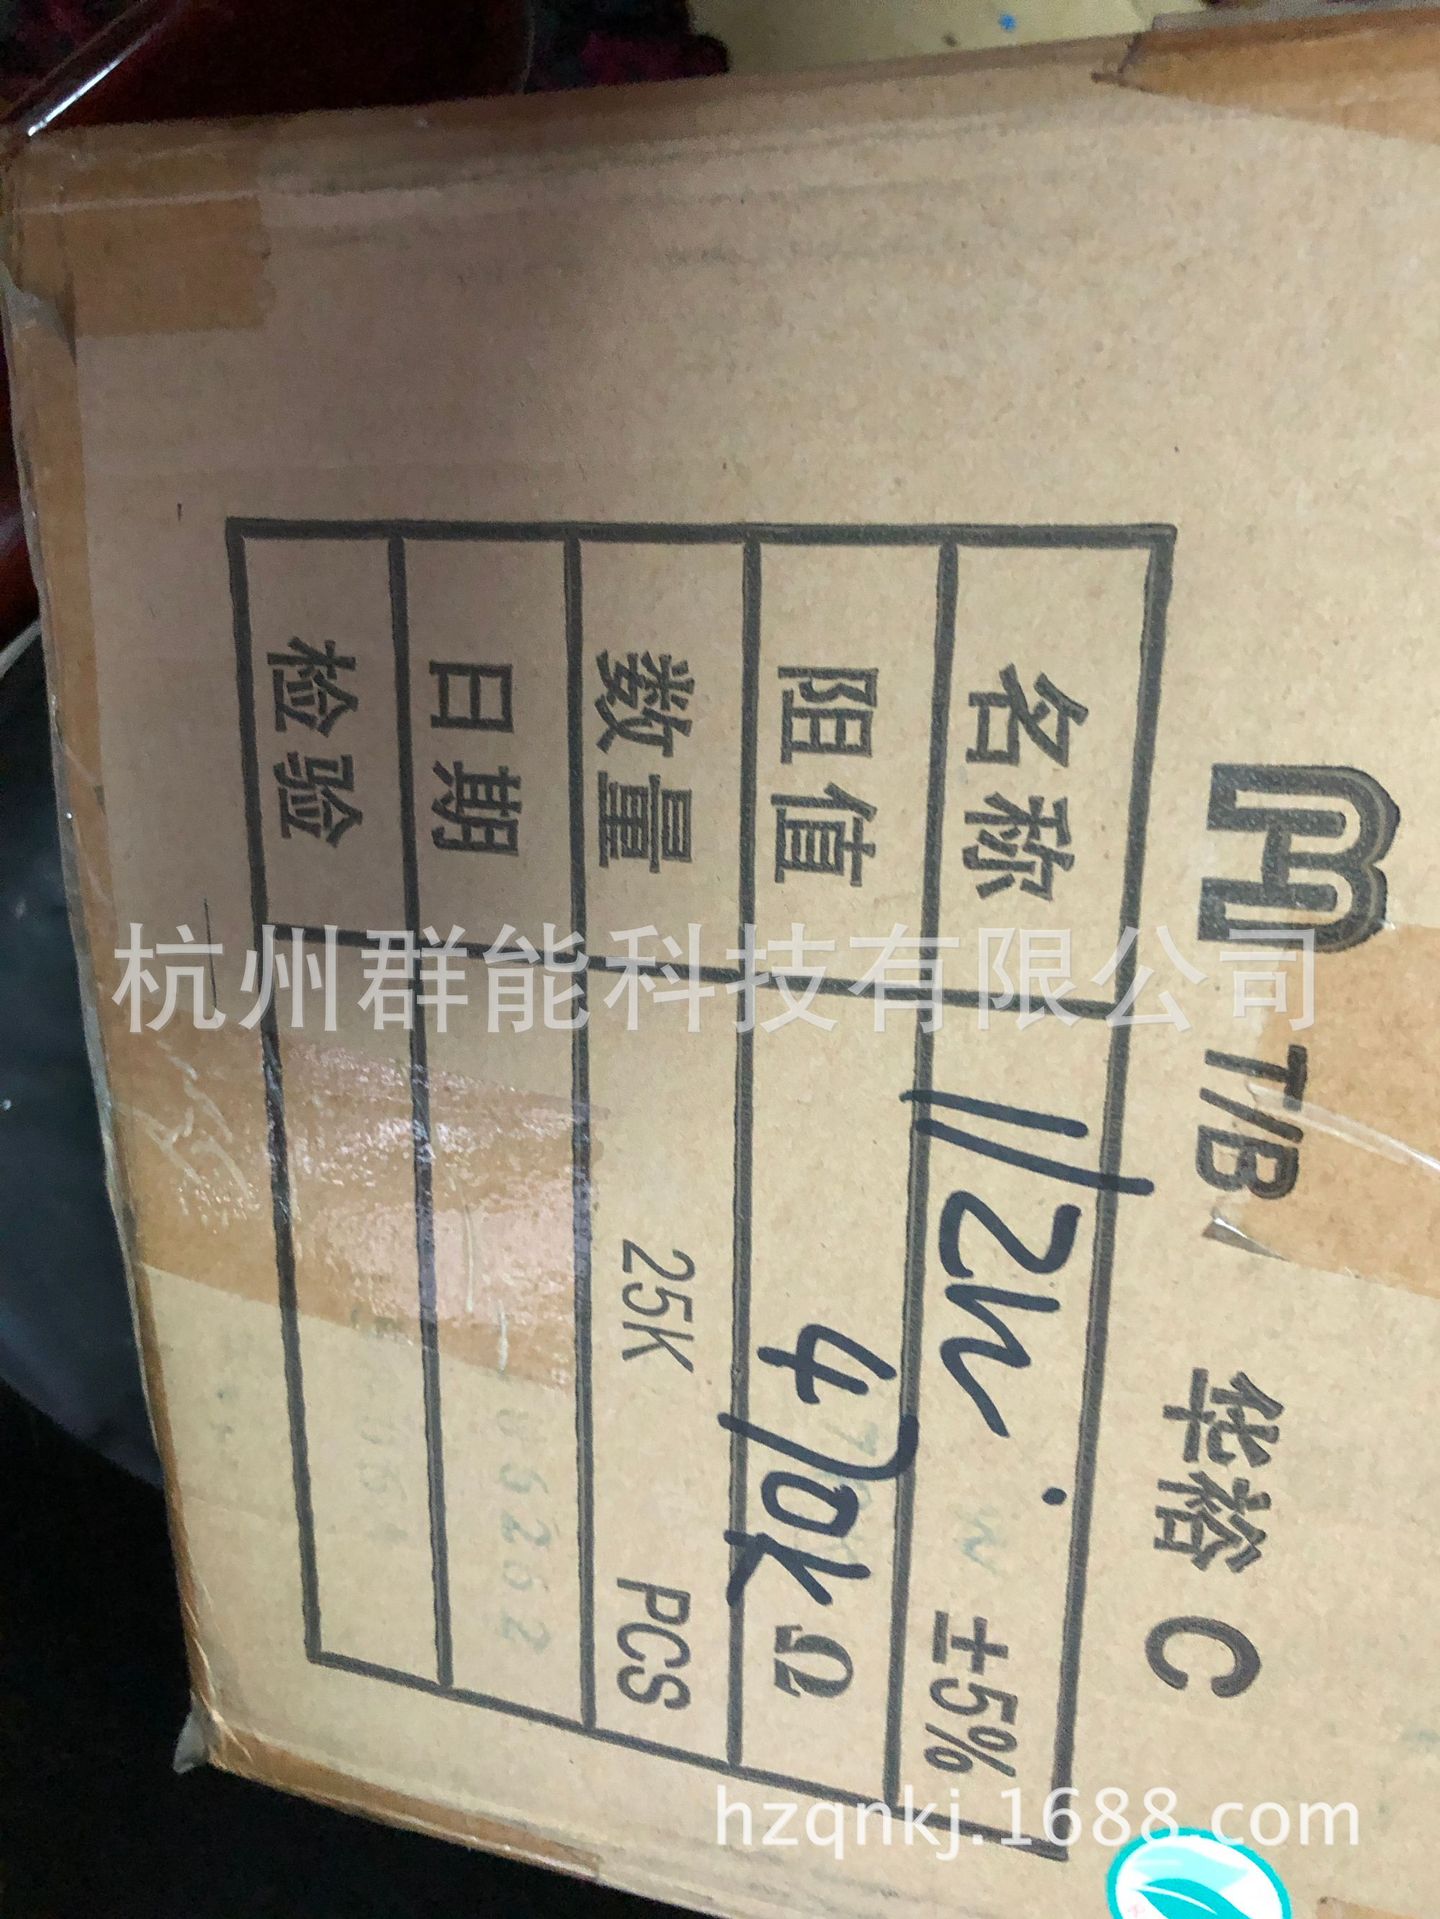 T/B 华裕 C
名称 1/2W ±5%
阻值 470k Ω
数量 25K PCS
日期
检验
杭州群能科技有限公司
hzqnkj.1688.com